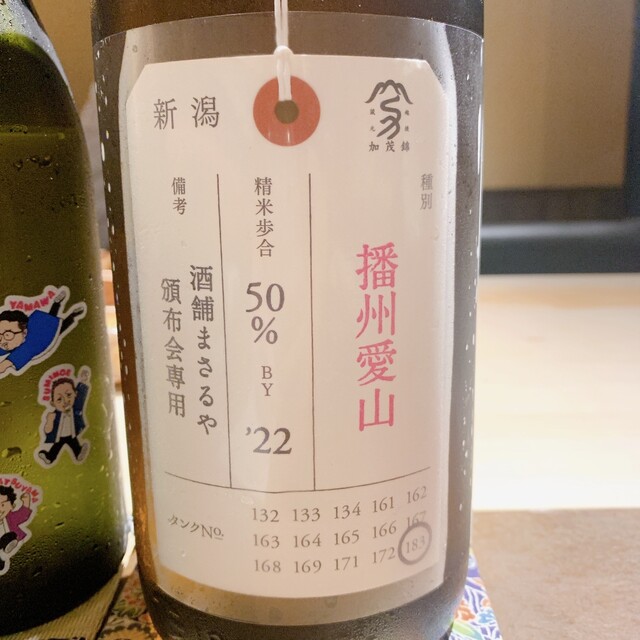 新潟
加茂錦
種別
播州愛山
精米歩合
50%
BY
'22
備考
酒舗まさるや
頒布会専用
タンクNo.
132 133 134 161 162
163 164 165 166 167
168 169 171 172 183
YAMAWA